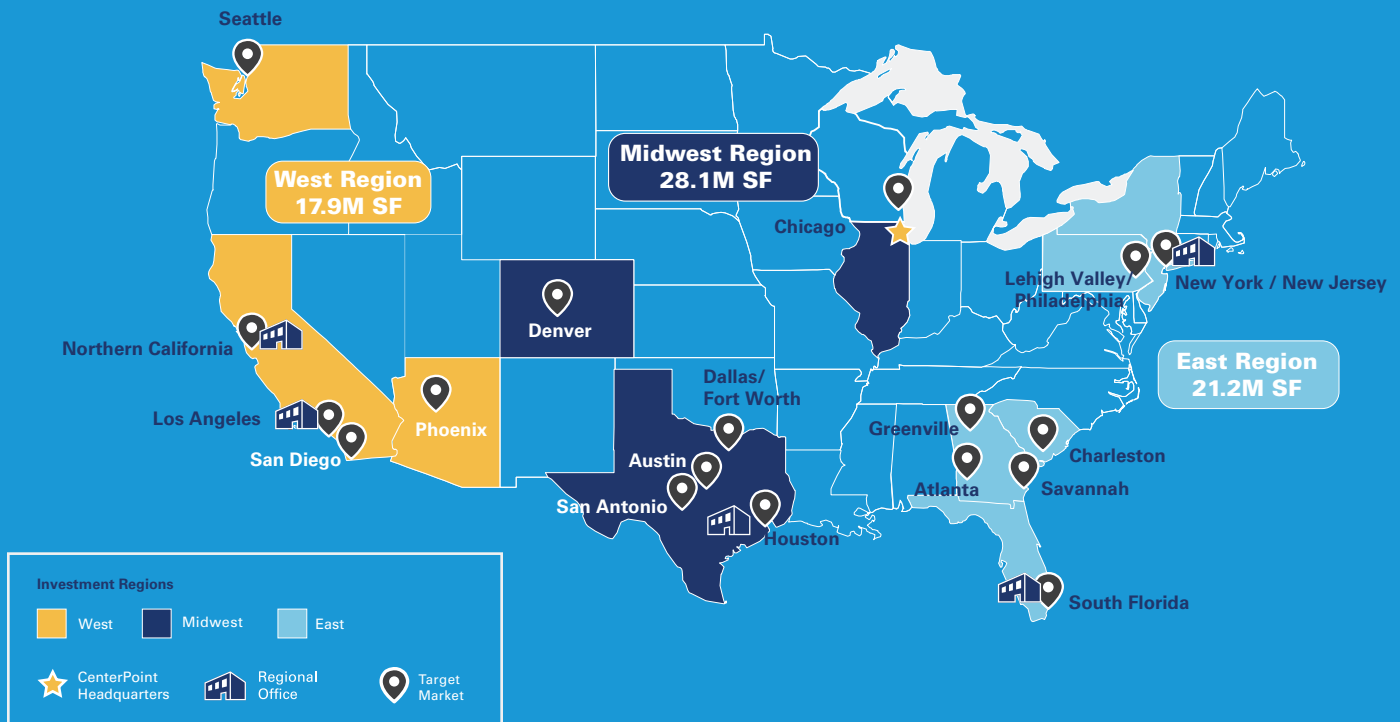 Seattle
Midwest Region
28.1M SF
West Region
17.9M SF
Chicago
Lehigh Valley/
Philadelphia
New York / New Jersey
Denver
Northern California
East Region
21.2M SF
Dallas/
Fort Worth
Los Angeles
Phoenix
San Diego
Greenville
Austin
Charleston
Atlanta
Savannah
San Antonio
Houston
South Florida
Investment Regions
West
Midwest
East
CenterPoint
Headquarters
Regional
Office
Target
Market